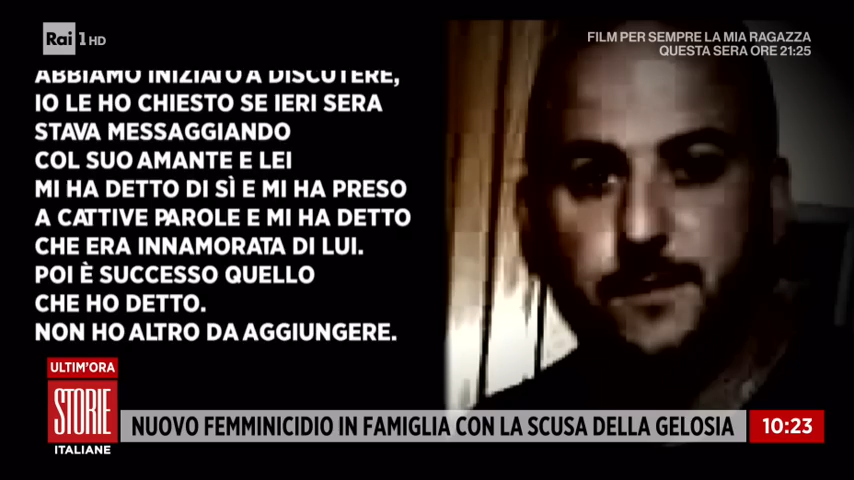 Rai 1 HD
FILM PER SEMPRE LA MIA RAGAZZA
QUESTA SERA ORE 21:25
ABBIAMO INIZIATO A DISCUTERE,
IO LE HO CHIESTO SE IERI SERA
STAVA MESSAGGIANDO
COL SUO AMANTE E LEI
MI HA DETTO DI SÌ E MI HA PRESO
A CATTIVE PAROLE E MI HA DETTO
CHE ERA INNAMORATA DI LUI.
POI È SUCCESSO QUELLO
CHE HO DETTO.
NON HO ALTRO DA AGGIUNGERE.
ULTIM'ORA
STORIE
ITALIANE
NUOVO FEMMINICIDIO IN FAMIGLIA CON LA SCUSA DELLA GELOSIA
10:23